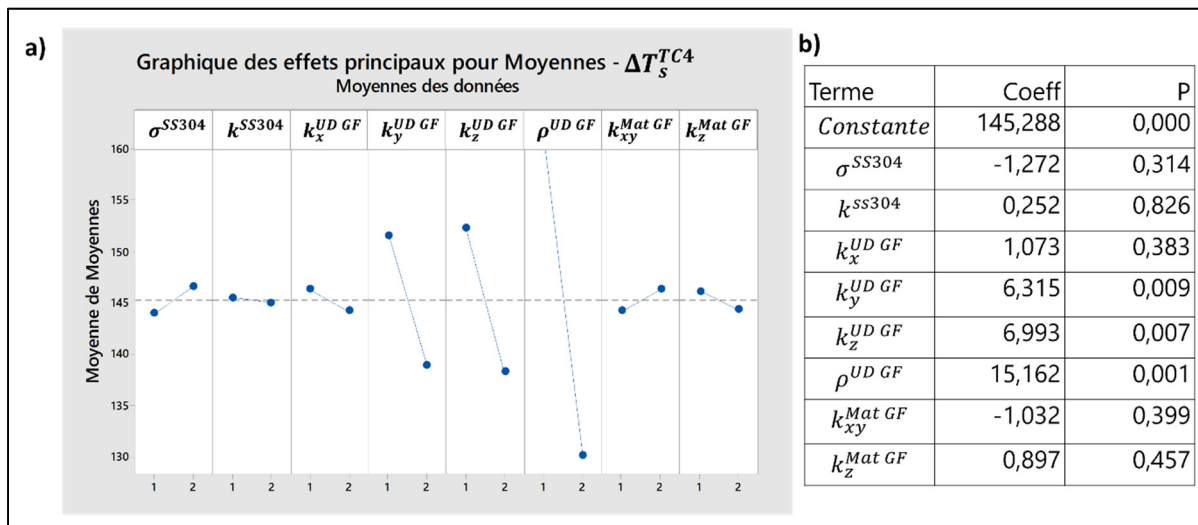 a)
Graphique des effets principaux pour Moyennes - ΔT_s^{TC4}
Moyennes des données
σ^{SS304} k^{SS304} k_x^{UD GF} k_y^{UD GF} k_z^{UD GF} ρ^{UD GF} k_{xy}^{Mat GF} k_z^{Mat GF}
Moyenne de Moyennes
160
155
150
145
140
135
130
1 2 1 2 1 2 1 2 1 2 1 2 1 2 1 2
b)
Terme Coeff P
Constante 145,288 0,000
σ^{SS304} -1,272 0,314
k^{ss304} 0,252 0,826
k_x^{UD GF} 1,073 0,383
k_y^{UD GF} 6,315 0,009
k_z^{UD GF} 6,993 0,007
ρ^{UD GF} 15,162 0,001
k_{xy}^{Mat GF} -1,032 0,399
k_z^{Mat GF} 0,897 0,457